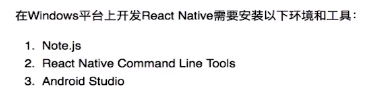 在Windows平台上开发React Native需要安装以下环境和工具：
1. Note.js
2. React Native Command Line Tools
3. Android Studio